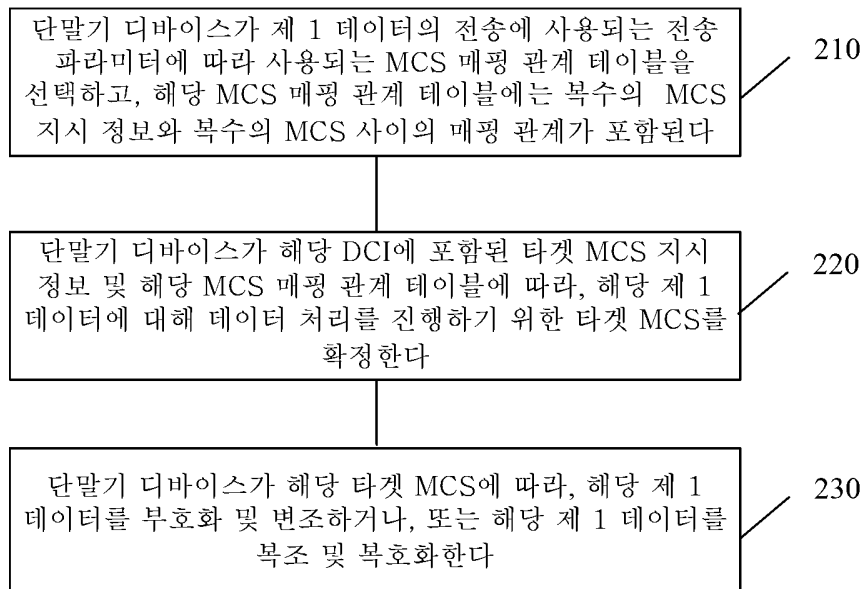 단말기 디바이스가 제 1 데이터의 전송에 사용되는 전송
파라미터에 따라 사용되는 MCS 매핑 관계 테이블을
선택하고, 해당 MCS 매핑 관계 테이블에는 복수의 MCS
지시 정보와 복수의 MCS 사이의 매핑 관계가 포함된다
210
단말기 디바이스가 해당 DCI에 포함된 타겟 MCS 지시
정보 및 해당 MCS 매핑 관계 테이블에 따라, 해당 제 1
데이터에 대해 데이터 처리를 진행하기 위한 타겟 MCS를
확정한다
220
단말기 디바이스가 해당 타겟 MCS에 따라, 해당 제 1
데이터를 부호화 및 변조하거나, 또는 해당 제 1 데이터를
복조 및 복호화한다
230